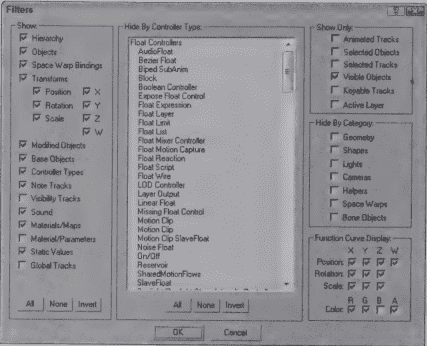 Filters
Show:
Hierarchy
Objects
Space Warp Bindings
Transforms
Position X
Rotation Y
Scale Z
W
Modified Objects
Base Objects
Controller Types
Note Tracks
Visibility Tracks
Sound
Materials/Maps
Material/Parameters
Static Values
Global Tracks
All None Invert
Hide By Controller Type:
Float Controllers
AudioFloat
Bezier Float
Biped SubAnim
Block
Boolean Controller
Expose Float Control
Float Expression
Float Layer
Float Limit
Float List
Float Mixer Controller
Float Motion Capture
Float Reaction
Float Script
Float Wire
LOD Controller
Layer Output
Linear Float
Missing Float Control
Motion Clip
Motion Clip
Motion Clip SlaveFloat
Noise Float
On/Off
Reservoir
SharedMotionFlows
SlaveFloat
All None Invert
Show Only:
Animated Tracks
Selected Objects
Selected Tracks
Visible Objects
Keyable Tracks
Active Layer
Hide By Category:
Geometry
Shapes
Lights
Cameras
Helpers
Space Warps
Bone Objects
Function Curve Display:
X Y Z W
Position:
Rotation:
Scale:
R G B A
Color:
OK Cancel